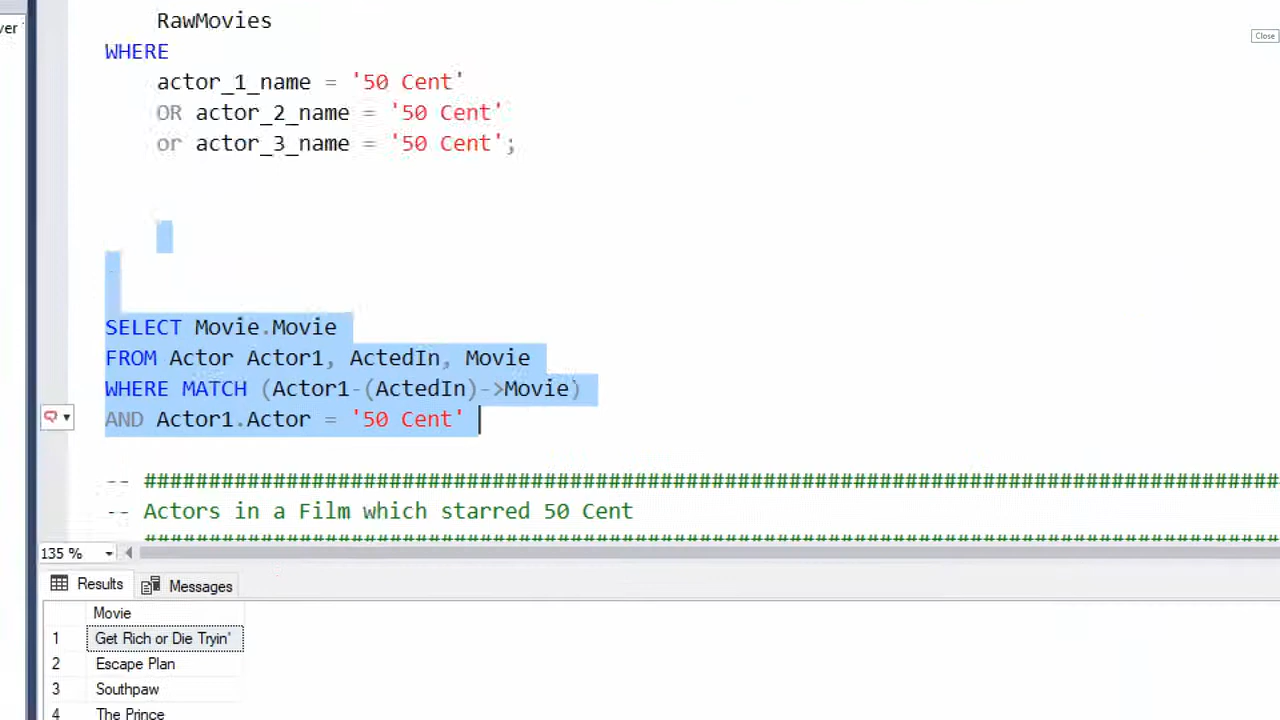 ver
RawMovies
Close
WHERE
actor_1_name = '50 Cent'
OR actor_2_name = '50 Cent'
or actor_3_name = '50 Cent';
SELECT Movie.Movie
FROM Actor Actor1, ActedIn, Movie
WHERE MATCH (Actor1-(ActedIn)->Movie)
AND Actor1.Actor = '50 Cent'
-- ########################################################################################
-- Actors in a Film which starred 50 Cent
########################################################################################
135 %
Results Messages
Movie
1 Get Rich or Die Tryin'
2 Escape Plan
3 Southpaw
4 The Prince